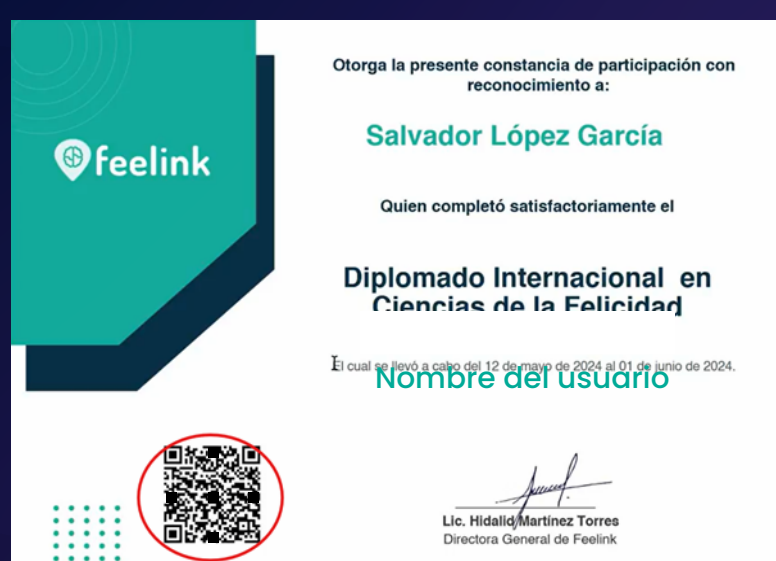 Otorga la presente constancia de participación con
reconocimiento a:
feelink
Salvador López García
Quien completó satisfactoriamente el
Diplomado Internacional en
Ciencias de la Felicidad
El cual se llevó a cabo del 12 de mayo de 2024 al 01 de junio de 2024.
Nombre del usuario
Lic. Hidalid Martínez Torres
Directora General de Feelink